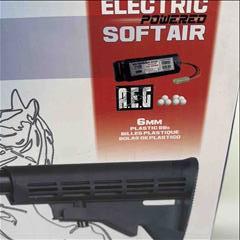 ELECTRIC
POWERED
SOFTAIR
A.E.G
6MM
PLASTIC BBs
BILLES PLASTIQUE
BOLAS DE PLASTICO